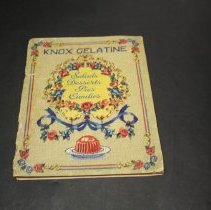 KNOX GELATINE
Salads
Desserts
Pies
Candies